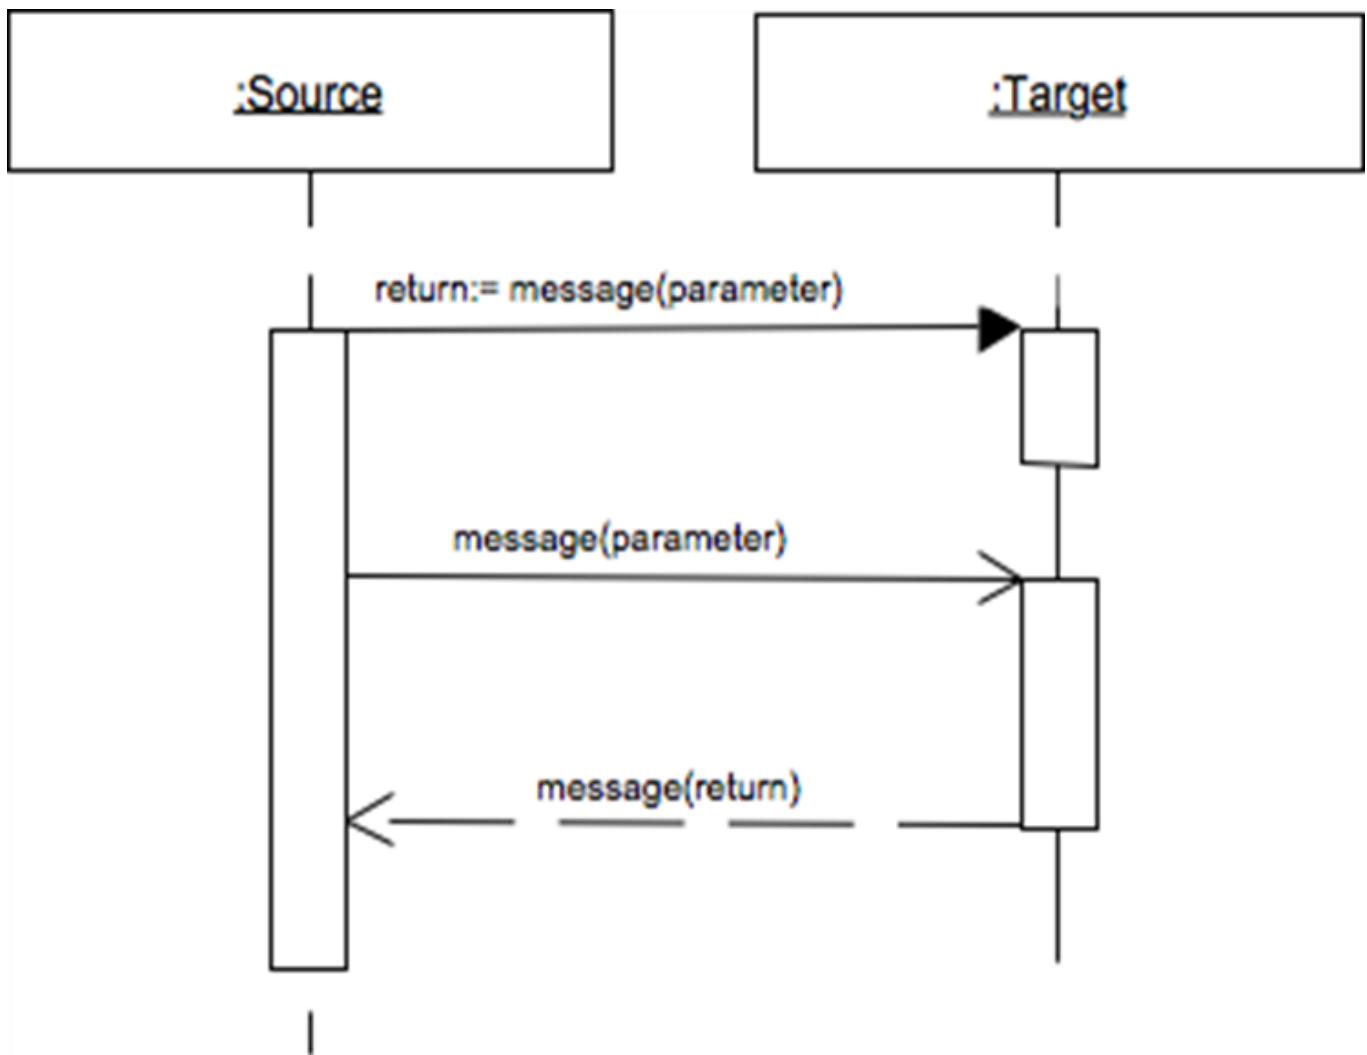 :Source
:Target
return:= message(parameter)
message(parameter)
message(return)